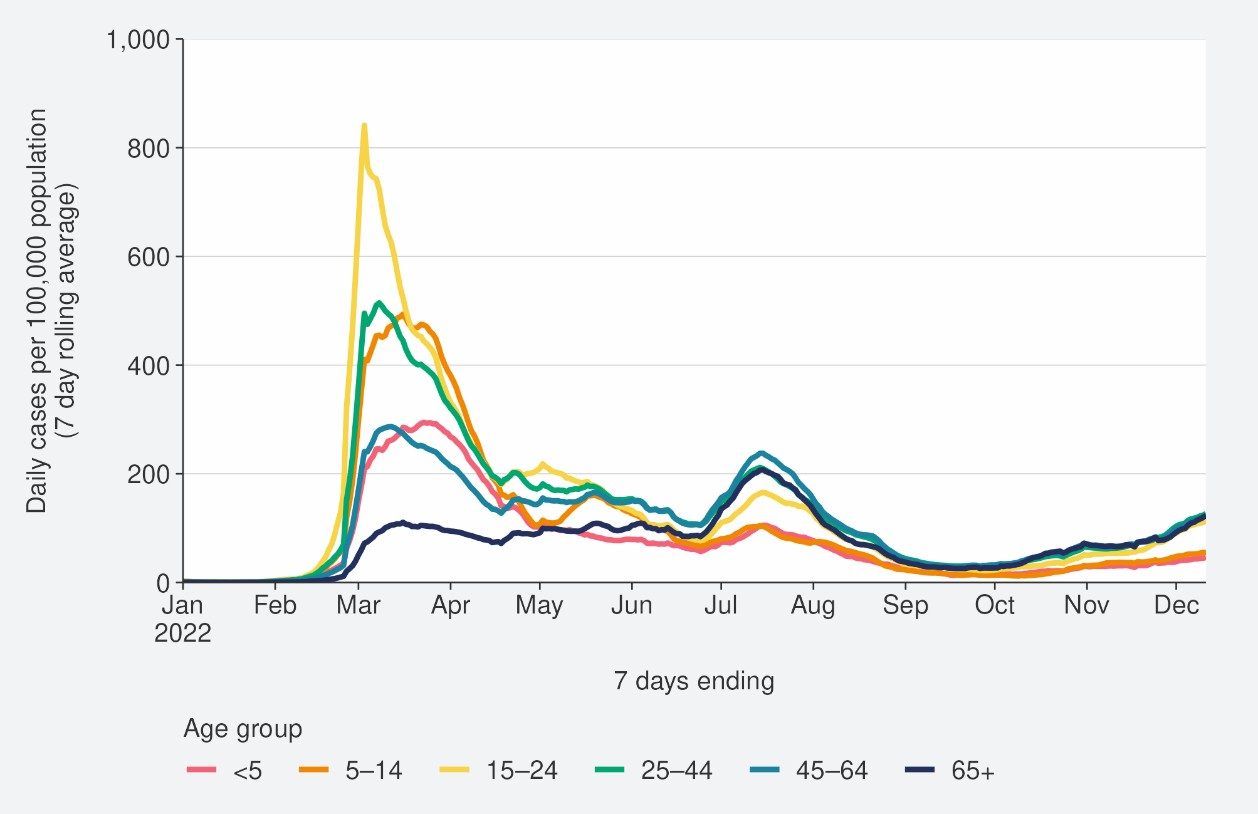 Daily cases per 100,000 population
(7 day rolling average)
1,000
800
600
400
200
0
Jan Feb Mar Apr May Jun Jul Aug Sep Oct Nov Dec
2022
7 days ending
Age group
<5 5–14 15–24 25–44 45–64 65+